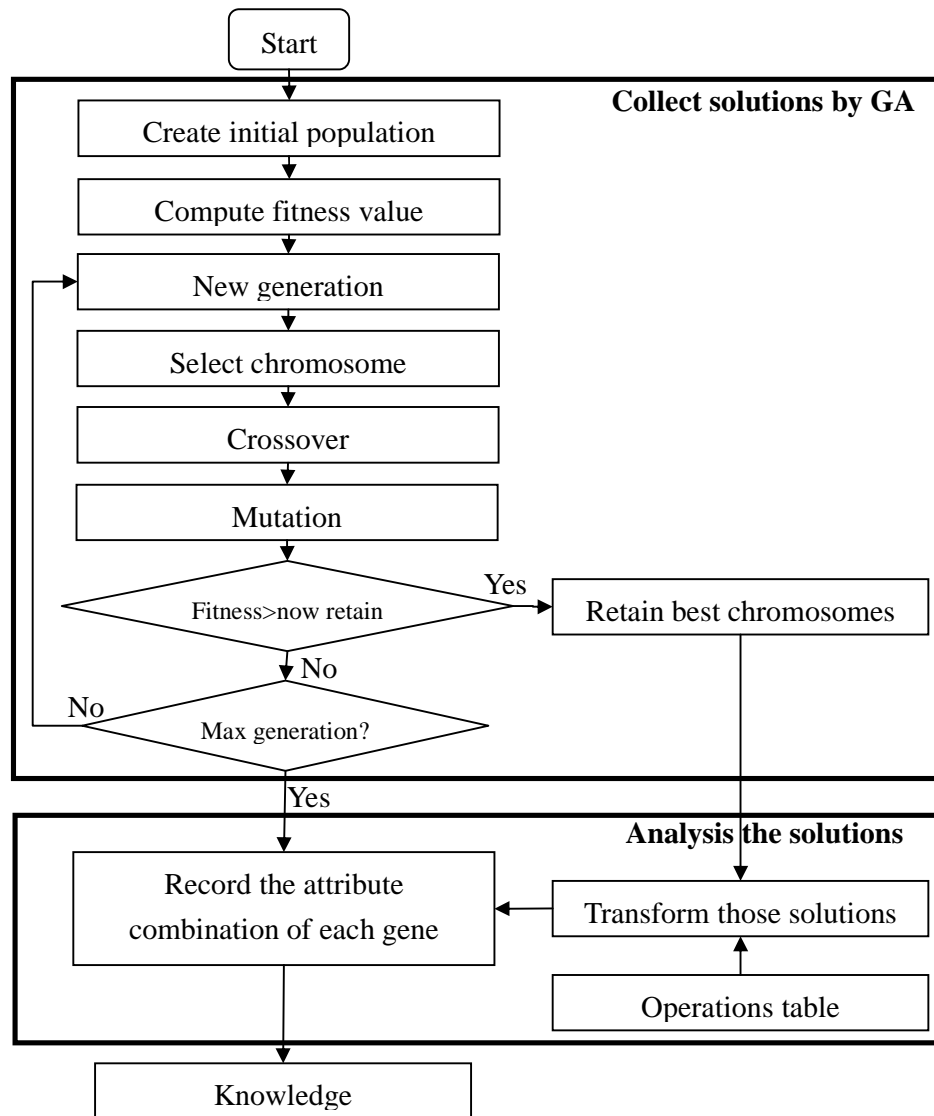 Start
Collect solutions by GA
Create initial population
Compute fitness value
New generation
Select chromosome
Crossover
Mutation
Yes
Fitness>now retain
Retain best chromosomes
No
No
Max generation?
Yes
Analysis the solutions
Record the attribute
combination of each gene
Transform those solutions
Operations table
Knowledge